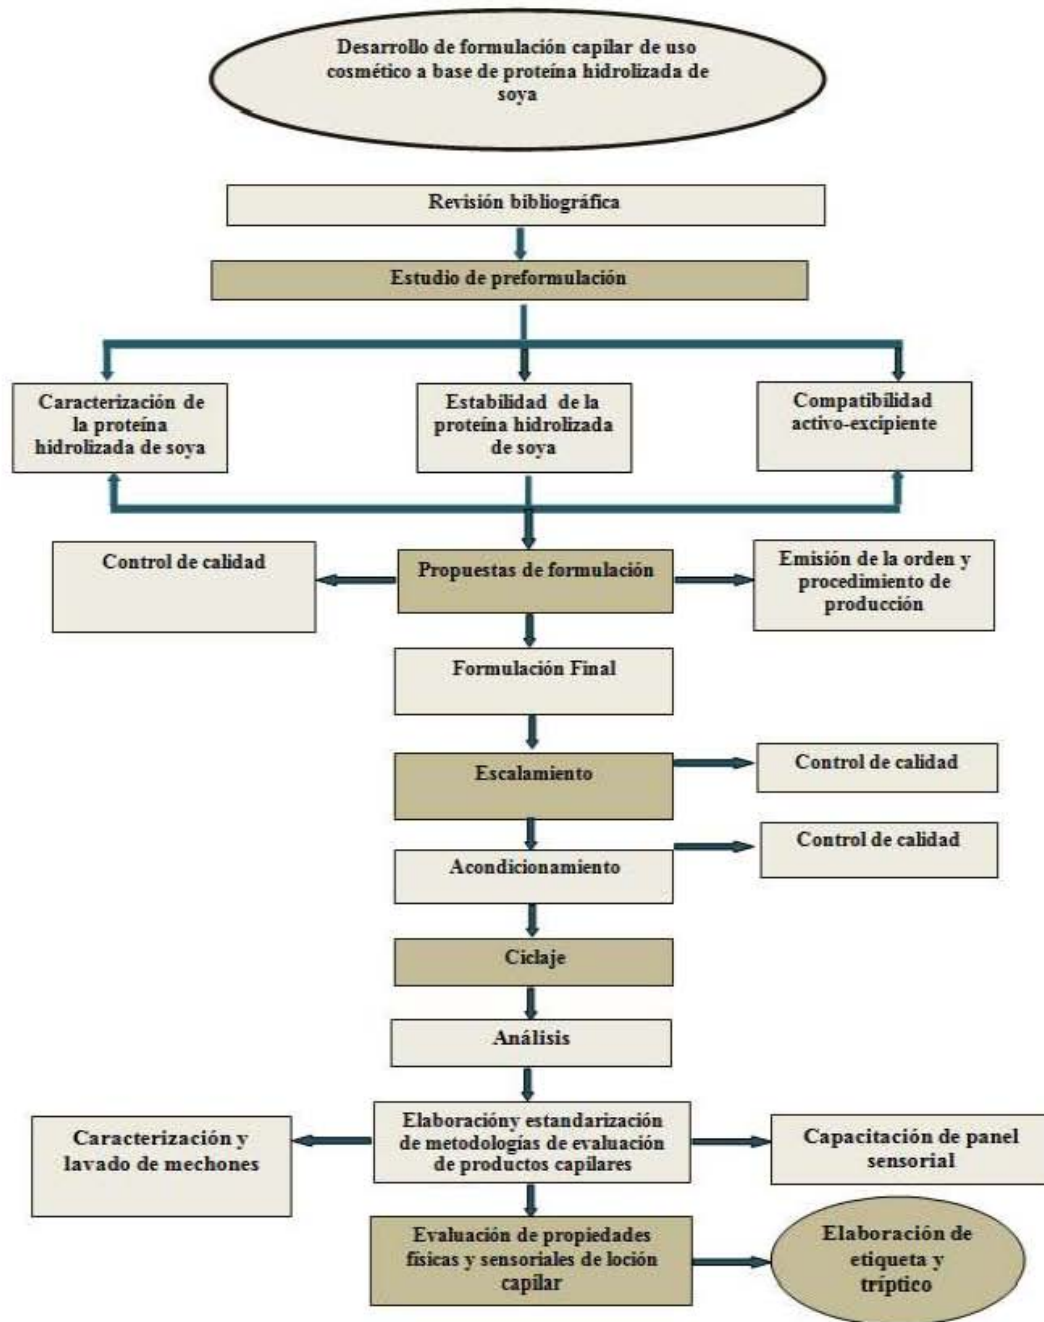 Desarrollo de formulación capilar de uso
cosmético a base de proteína hidrolizada de
soya
Revisión bibliográfica
Estudio de preformulación
Caracterización de
la proteína
hidrolizada de soya
Estabilidad de la
proteína hidrolizada
de soya
Compatibilidad
activo-excipiente
Control de calidad
Propuestas de formulación
Emisión de la orden y
procedimiento de
producción
Formulación Final
Escalamiento
Control de calidad
Acondicionamiento
Control de calidad
Ciclaje
Análisis
Caracterización y
lavado de mechones
Elaboracióny estandarización
de metodologías de evaluación
de productos capilares
Capacitación de panel
sensorial
Evaluación de propiedades
físicas y sensoriales de loción
capilar
Elaboración de
etiqueta y
tríptico